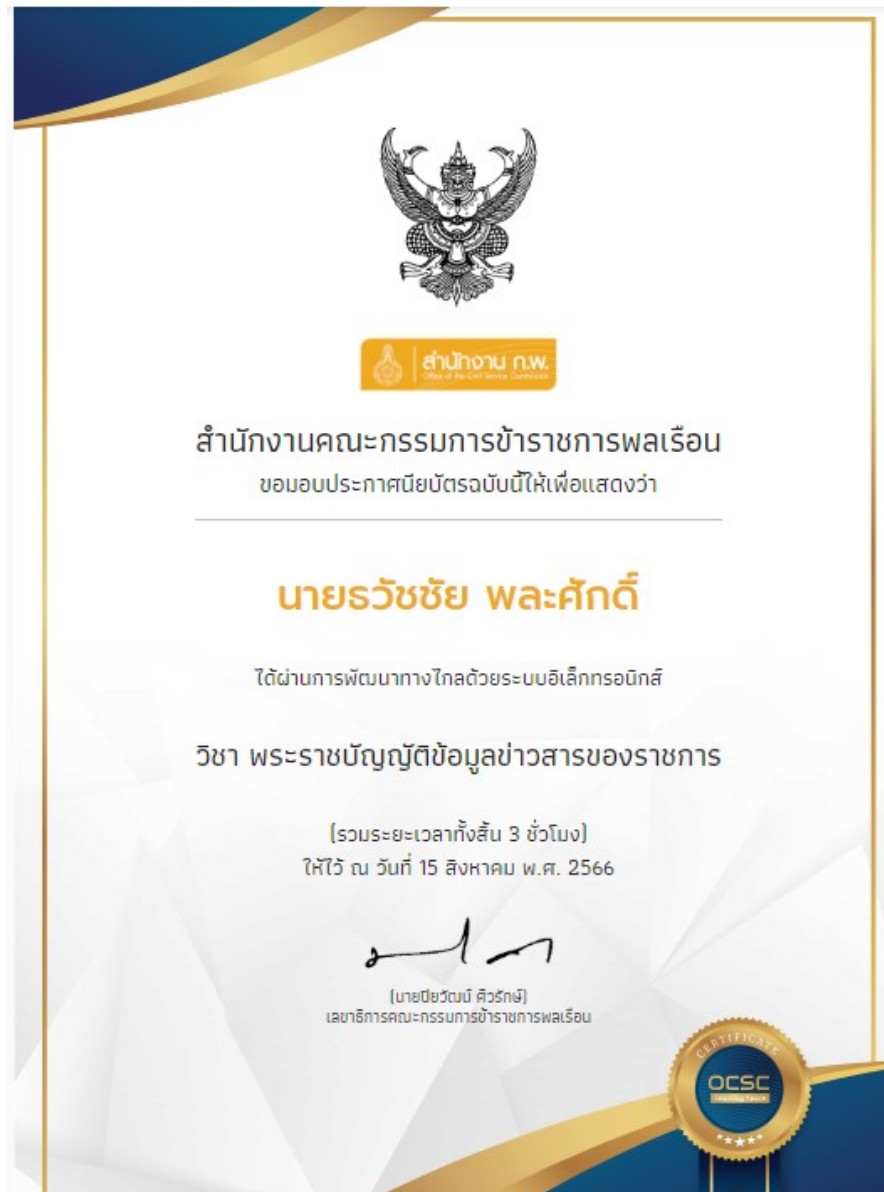 สำนักงาน ก.พ.
Office of the Civil Service Commission
สำนักงานคณะกรรมการข้าราชการพลเรือน
ขอมอบประกาศนียบัตรฉบับนี้ให้เพื่อแสดงว่า
นายธวัชชัย พละศักดิ์
ได้ผ่านการพัฒนาทางไกลด้วยระบบอิเล็กทรอนิกส์
วิชา พระราชบัญญัติข้อมูลข่าวสารของราชการ
(รวมระยะเวลาทั้งสิ้น 3 ชั่วโมง)
ให้ไว้ ณ วันที่ 15 สิงหาคม พ.ศ. 2566
(นายปิยวัฒน์ ศิวรักษ์)
เลขาธิการคณะกรรมการข้าราชการพลเรือน
CERTIFICATE
OCSC
Learning Space